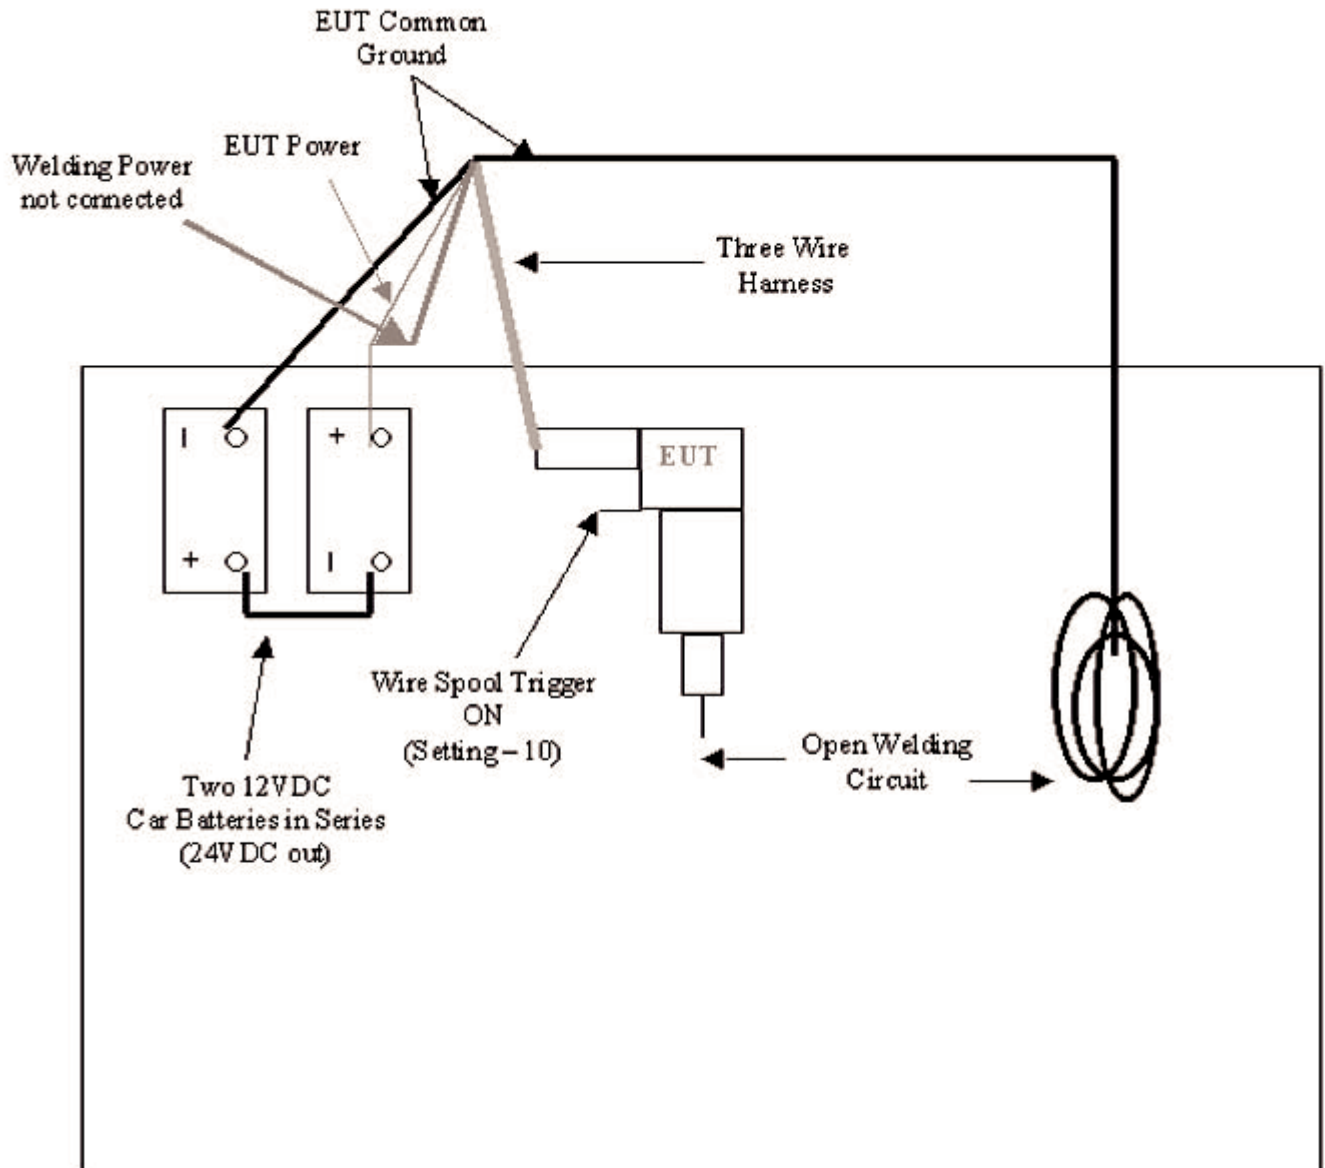 EUT Common
Ground
EUT Power
Welding Power
not connected
Three Wire
Harness
I
+
EUT
+
I
Wire Spool Trigger
ON
(Setting – 10)
Open Welding
Circuit
Two 12VDC
Car Batteries in Series
(24VDC out)